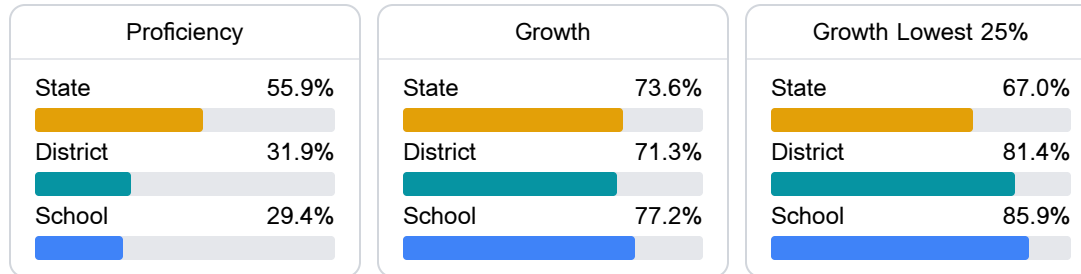 Proficiency
State 55.9%
District 31.9%
School 29.4%
Growth
State 73.6%
District 71.3%
School 77.2%
Growth Lowest 25%
State 67.0%
District 81.4%
School 85.9%